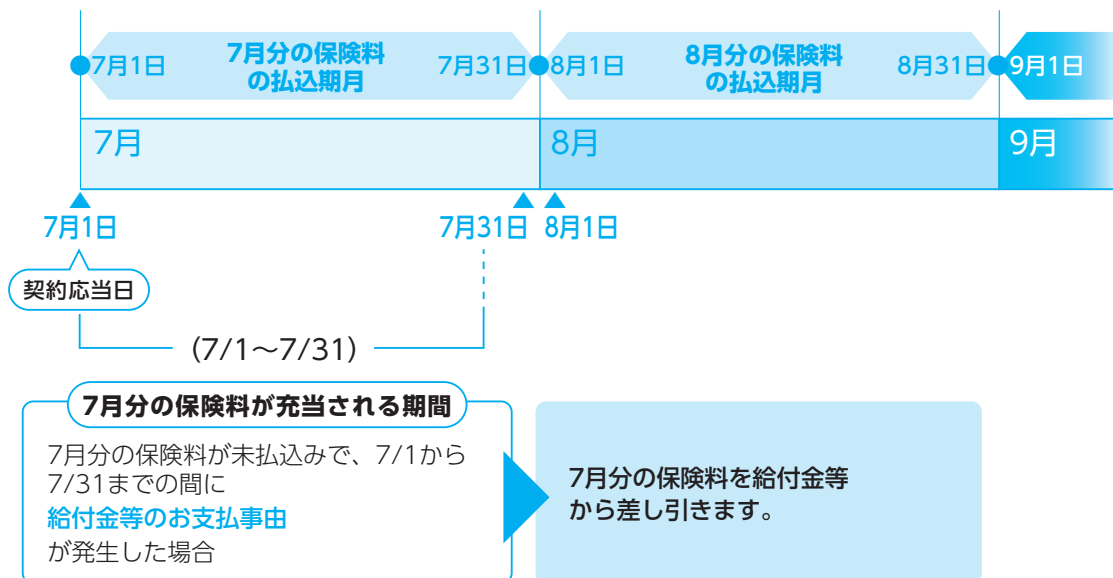 7月1日
7月分の保険料
の払込期月
7月31日
8月1日
8月分の保険料
の払込期月
8月31日
9月1日
7月
8月
9月
7月1日
7月31日
8月1日
契約応当日
(7/1〜7/31)
7月分の保険料が充当される期間
7月分の保険料が未払込みで、7/1から
7/31までの間に
給付金等のお支払事由
が発生した場合
7月分の保険料を給付金等
から差し引きます。